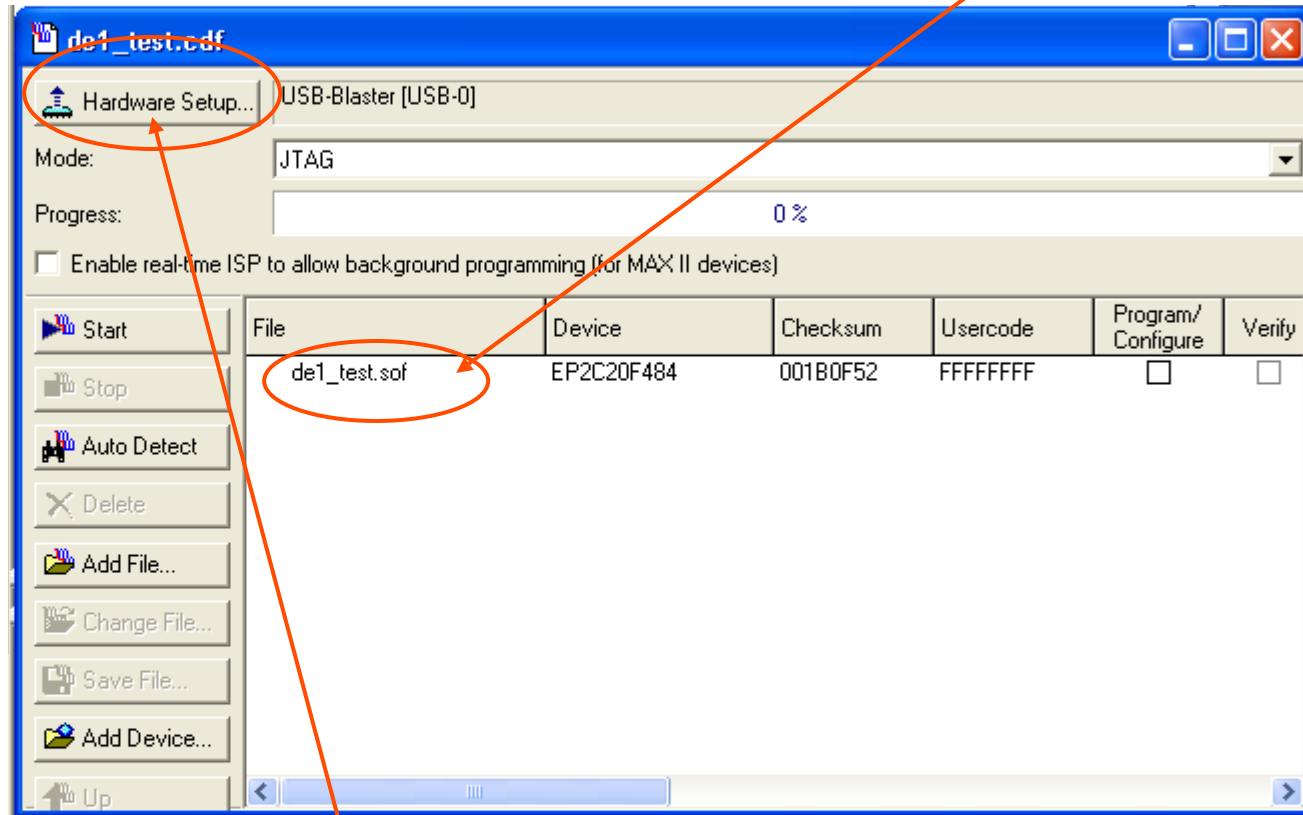 de1_test.cdf
Hardware Setup... USB-Blaster [USB-0]
Mode: JTAG
Progress: 0 %
Enable real-time ISP to allow background programming (for MAX II devices)
Start
Stop
Auto Detect
Delete
Add File...
Change File...
Save File...
Add Device...
Up
File Device Checksum Usercode Program/ Configure Verify
de1_test.sof EP2C20F484 001B0F52 FFFFFFFF